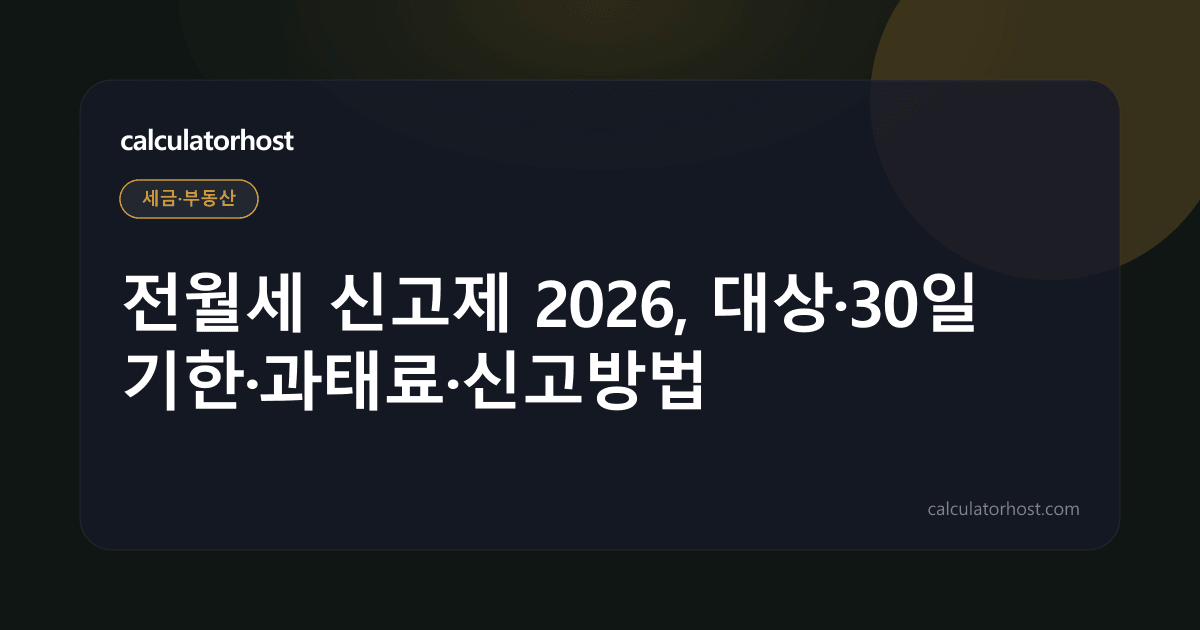 calculatorhost
세금·부동산
전월세 신고제 2026, 대상·30일
기한·과태료·신고방법
calculatorhost.com